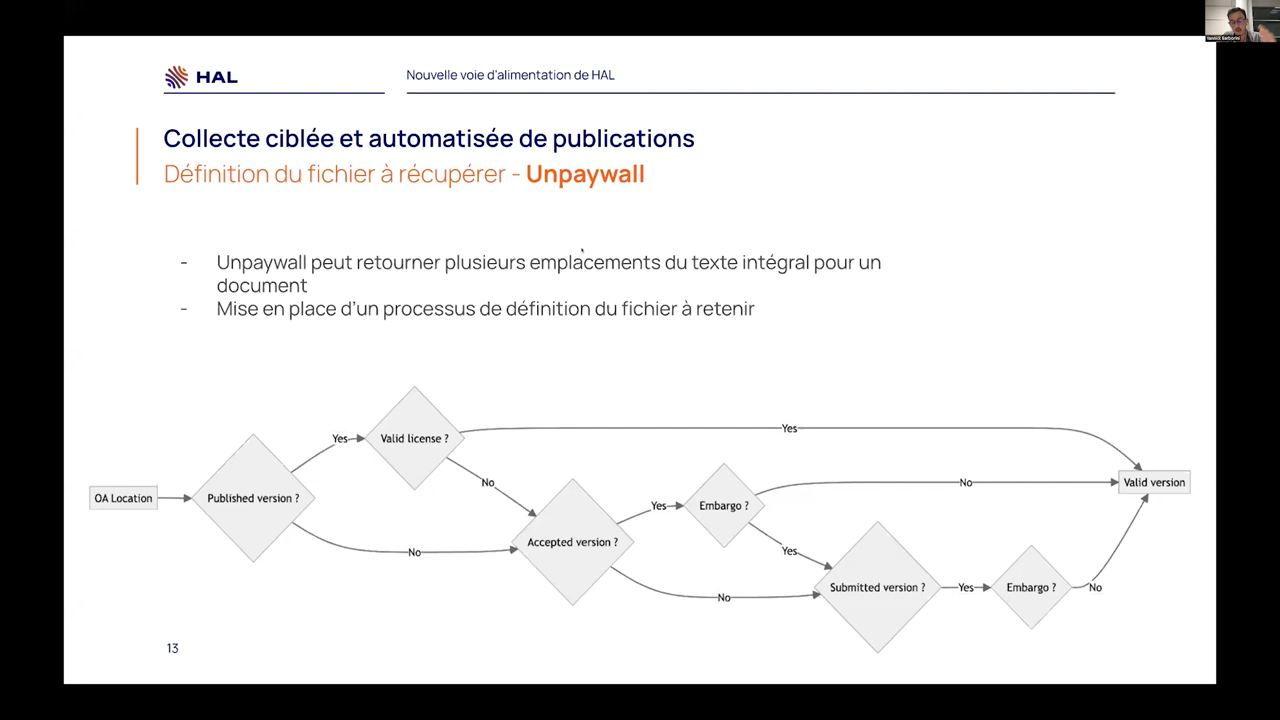 HAL
Nouvelle voie d'alimentation de HAL
Collecte ciblée et automatisée de publications
Définition du fichier à récupérer - Unpaywall
- Unpaywall peut retourner plusieurs emplacements du texte intégral pour un
document
- Mise en place d'un processus de définition du fichier à retenir
OA Location
Published version ?
Yes
Valid license ?
Yes
No
No
Accepted version ?
Yes
Embargo ?
No
Yes
No
Submitted version ?
Yes
Embargo ?
No
Valid version
13